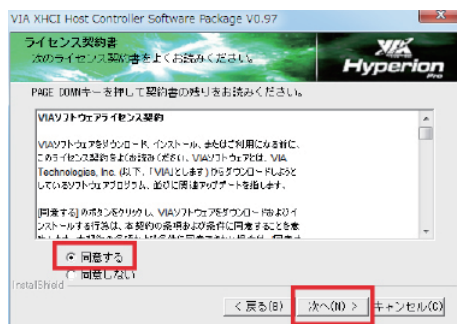 VIA XHCI Host Controller Software Package V0.97
ライセンス契約書
次のライセンス契約書をよくお読みください。
VIA
Hyperion
Pro
PAGE DOWNキーを押して契約書の残りをお読みください。
VIAソフトウェアライセンス契約
VIAソフトウェアをダウンロード、インストール、またはご利用になる前に、
このライセンス契約をよくお読みください。VIAソフトウェアとは、VIA
Technologies, Inc. (以下、「VIA」とします)からダウンロードしようと
しているソフトウェアプログラム、並びに関連アップデートを指します。
[同意する]のボタンをクリックし、VIAソフトウェアをダウンロードおよびイ
ンストールする行為は、本契約の条項および条件に同意することを意
同意する
同意しない
InstallShield
< 戻る(B)
次へ(N) >
キャンセル(C)